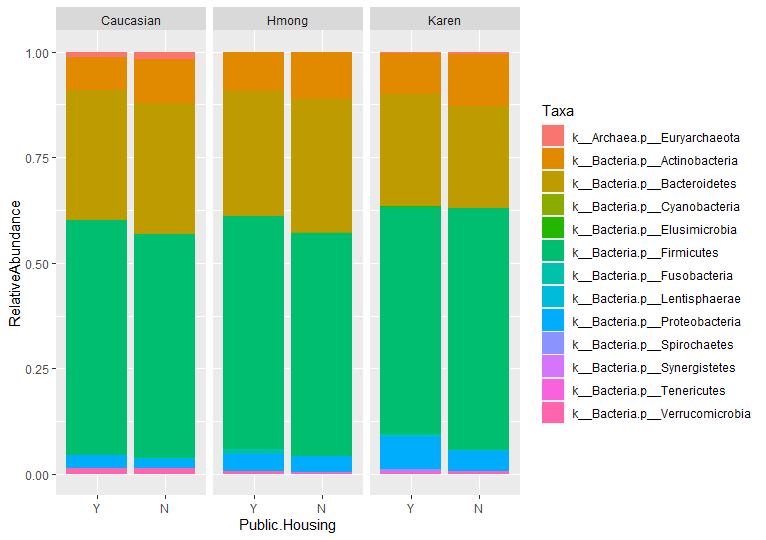 Caucasian
Hmong
Karen
1.00
0.75
0.50
0.25
0.00
RelativeAbundance
Y
N
Y
N
Y
N
Public.Housing
Taxa
k__Archaea.p__Euryarchaeota
k__Bacteria.p__Actinobacteria
k__Bacteria.p__Bacteroidetes
k__Bacteria.p__Cyanobacteria
k__Bacteria.p__Elusimicrobia
k__Bacteria.p__Firmicutes
k__Bacteria.p__Fusobacteria
k__Bacteria.p__Lentisphaerae
k__Bacteria.p__Proteobacteria
k__Bacteria.p__Spirochaetes
k__Bacteria.p__Synergistetes
k__Bacteria.p__Tenericutes
k__Bacteria.p__Verrucomicrobia